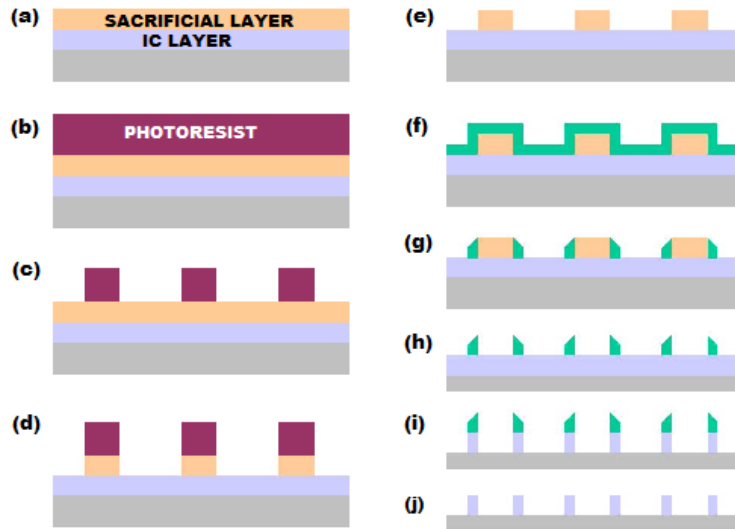 (a)
SACRIFICIAL LAYER
IC LAYER
(b)
PHOTORESIST
(c)
(d)
(e)
(f)
(g)
(h)
(i)
(j)